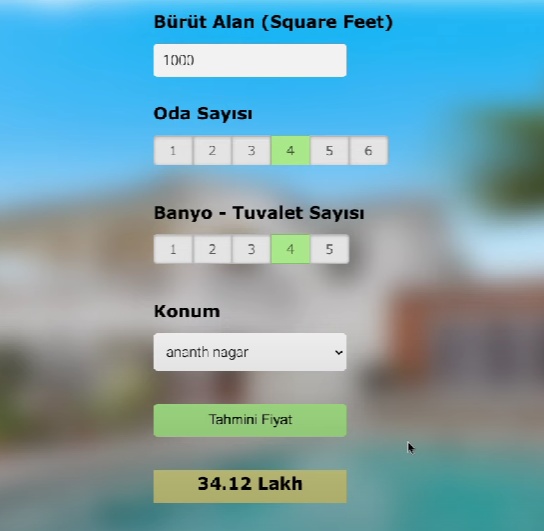 Bürüt Alan (Square Feet)
1000
Oda Sayısı
1 2 3 4 5 6
Banyo - Tuvalet Sayısı
1 2 3 4 5
Konum
ananth nagar
Tahmini Fiyat
34.12 Lakh